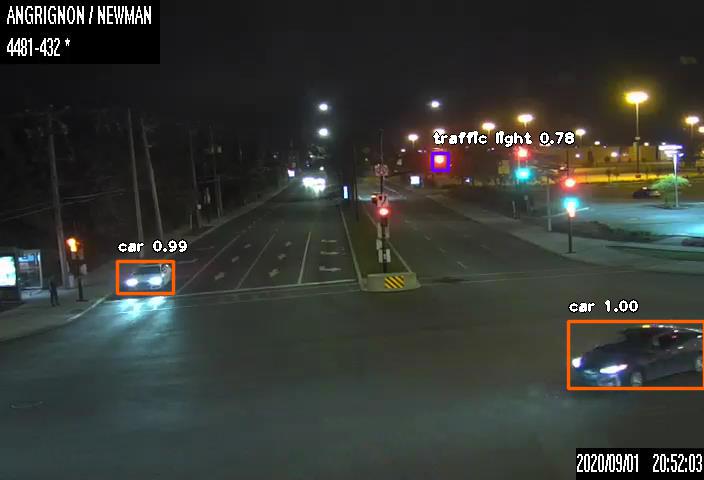 ANGRIGNON / NEWMAN
4481-432 *
traffic light 0.78
car 0.99
car 1.00
2020/09/01 20:52:03